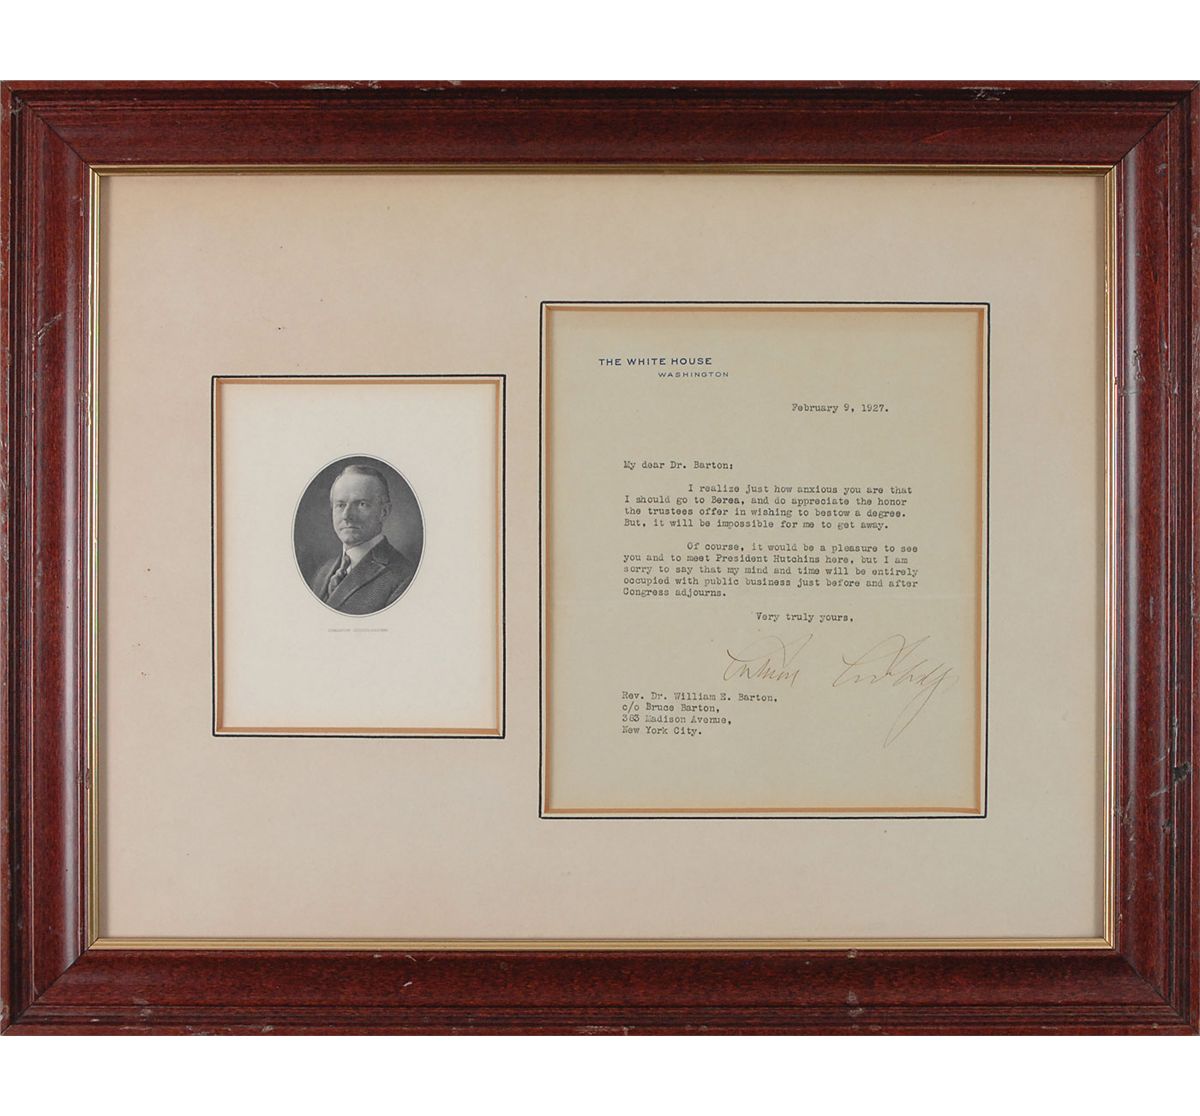 THE WHITE HOUSE
WASHINGTON
February 9, 1927.
My dear Dr. Barton:
I realize just how anxious you are that
I should go to Berea, and do appreciate the honor
the trustees offer in wishing to bestow a degree.
But, it will be impossible for me to get away.
Of course, it would be a pleasure to see
you and to meet President Hutchins here, but I am
sorry to say that my mind and time will be entirely
occupied with public business just before and after
Congress adjourns.
Very truly yours,
Calvin Coolidge
Rev. Dr. William E. Barton,
c/o Bruce Barton,
383 Madison Avenue,
New York City.